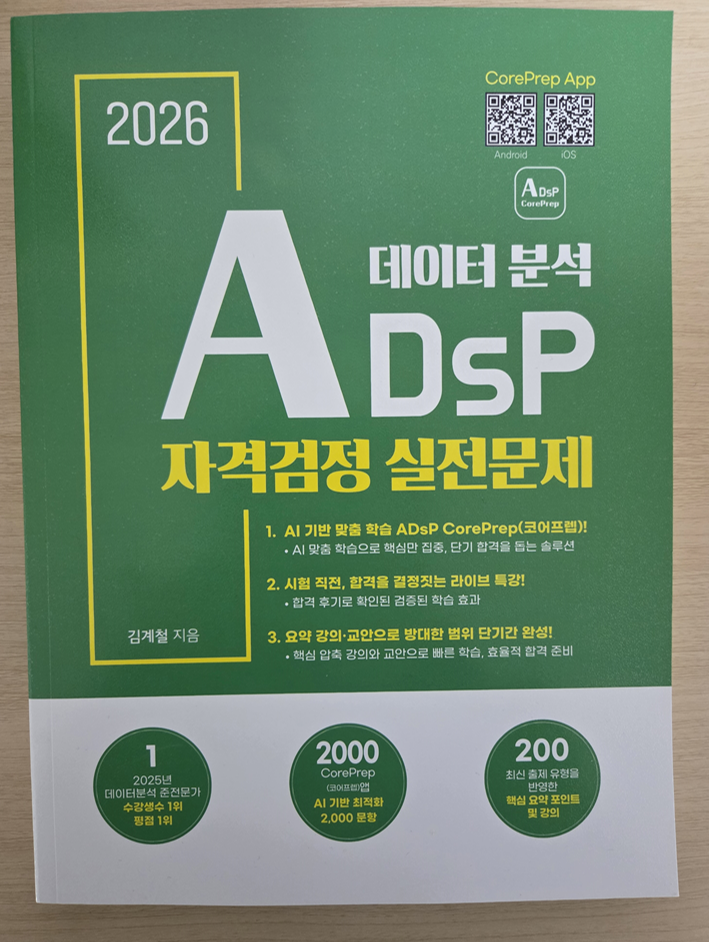 2026
CorePrep App
Android iOS
ADsP
CorePrep
데이터 분석
ADsP
자격검정 실전문제
1. AI 기반 맞춤 학습 ADsP CorePrep(코어프렙)!
• AI 맞춤 학습으로 핵심만 집중, 단기 합격을 돕는 솔루션
2. 시험 직전, 합격을 결정짓는 라이브 특강!
• 합격 후기로 확인된 검증된 학습 효과
3. 요약 강의·교안으로 방대한 범위 단기간 완성!
• 핵심 압축 강의와 교안으로 빠른 학습, 효율적 합격 준비
김계철 지음
1
2025년
데이터분석 준전문가
수강생수 1위
평점 1위
2000
CorePrep
(코어프렙)앱
AI 기반 최적화
2,000 문항
200
최신 출제 유형을
반영한
핵심 요약 포인트
및 강의